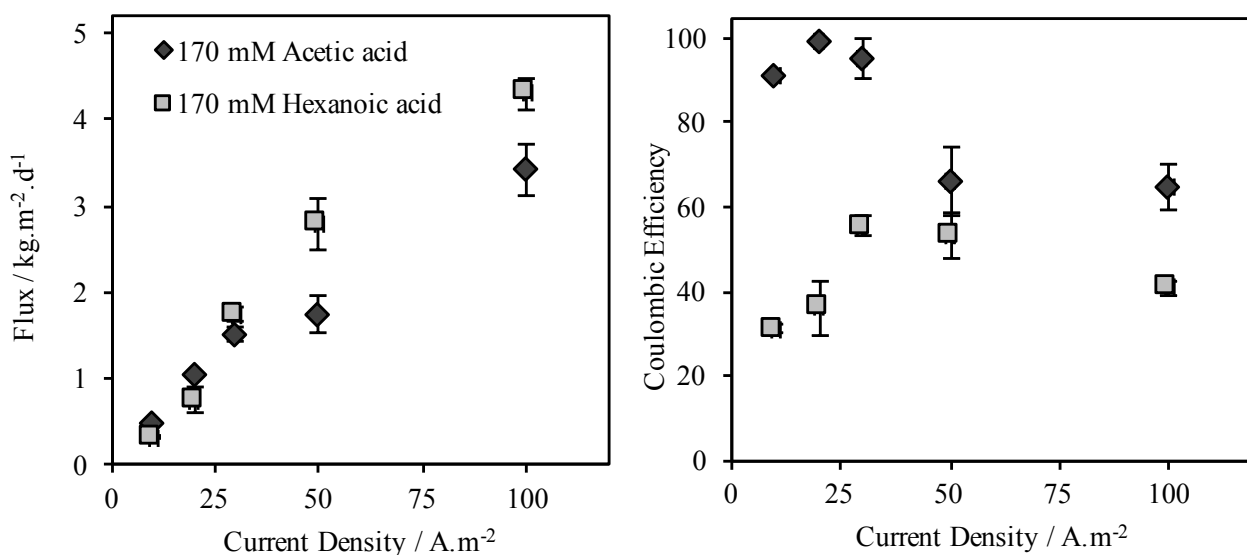 5
4
3
2
1
0
Flux / kg.m-2.d-1
170 mM Acetic acid
170 mM Hexanoic acid
0 25 50 75 100
Current Density / A.m-2
100
80
60
40
20
0
Coulombic Efficiency
0 25 50 75 100
Current Density / A.m-2